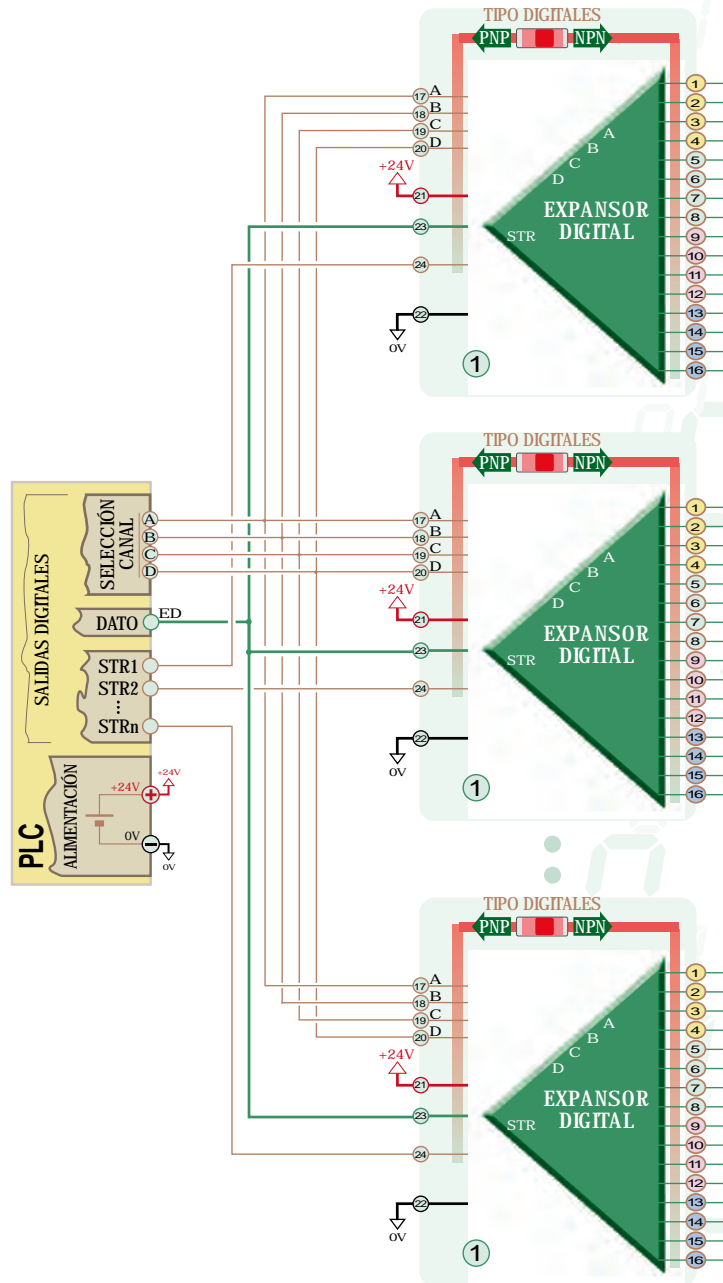 TIPO DIGITALES
PNP NPN
17 A
18 B
19 C
20 D
+24V
21
23
24
22
0V
A
B
C
D
STR
EXPANSOR
DIGITAL
1
2
3
4
5
6
7
8
9
10
11
12
13
14
15
16
1
PLC
SALIDAS DIGITALES
SELECCIÓN
CANAL
A
B
C
D
DATO
ED
STR1
STR2
...
STRn
ALIMENTACIÓN
+24V
+
+24V
0V
−
0V
TIPO DIGITALES
PNP NPN
17 A
18 B
19 C
20 D
+24V
21
23
24
22
0V
A
B
C
D
STR
EXPANSOR
DIGITAL
1
2
3
4
5
6
7
8
9
10
11
12
13
14
15
16
1
TIPO DIGITALES
PNP NPN
17 A
18 B
19 C
20 D
+24V
21
23
24
22
0V
A
B
C
D
STR
EXPANSOR
DIGITAL
1
2
3
4
5
6
7
8
9
10
11
12
13
14
15
16
1